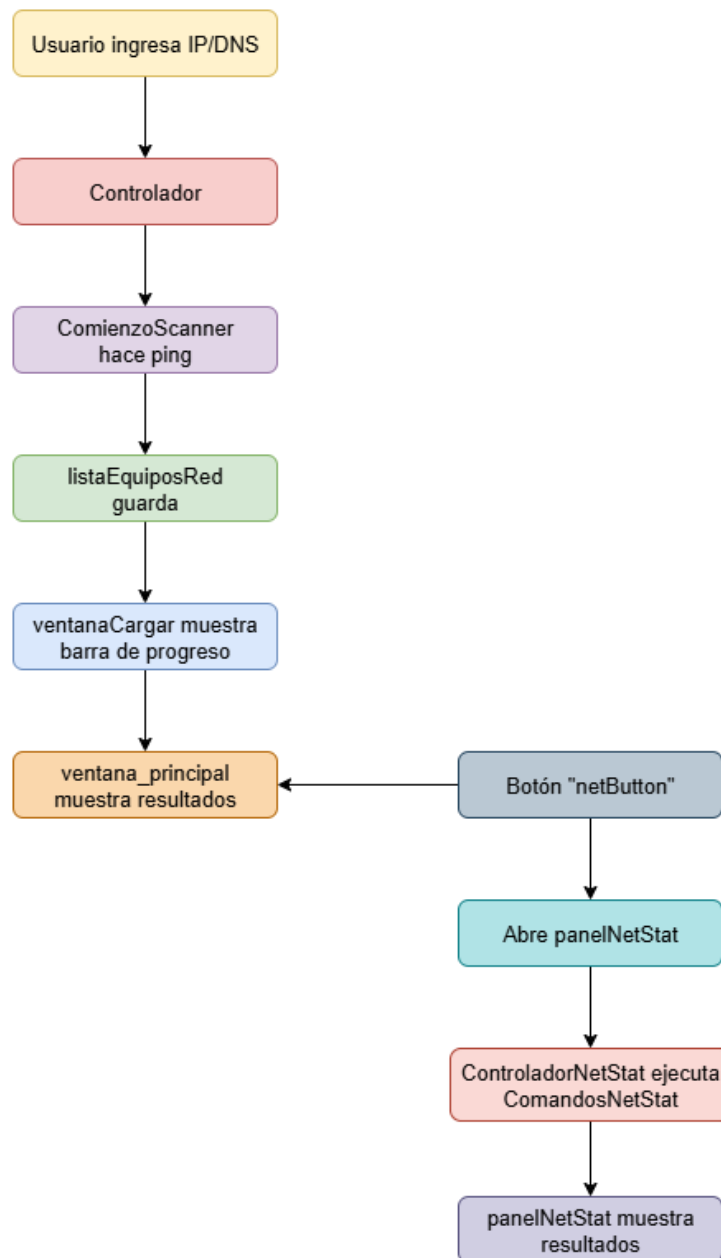 Usuario ingresa IP/DNS
Controlador
ComienzoScanner
hace ping
listaEquiposRed
guarda
ventanaCargar muestra
barra de progreso
ventana_principal
muestra resultados
Botón "netButton"
Abre panelNetStat
ControladorNetStat ejecuta
ComandosNetStat
panelNetStat muestra
resultados